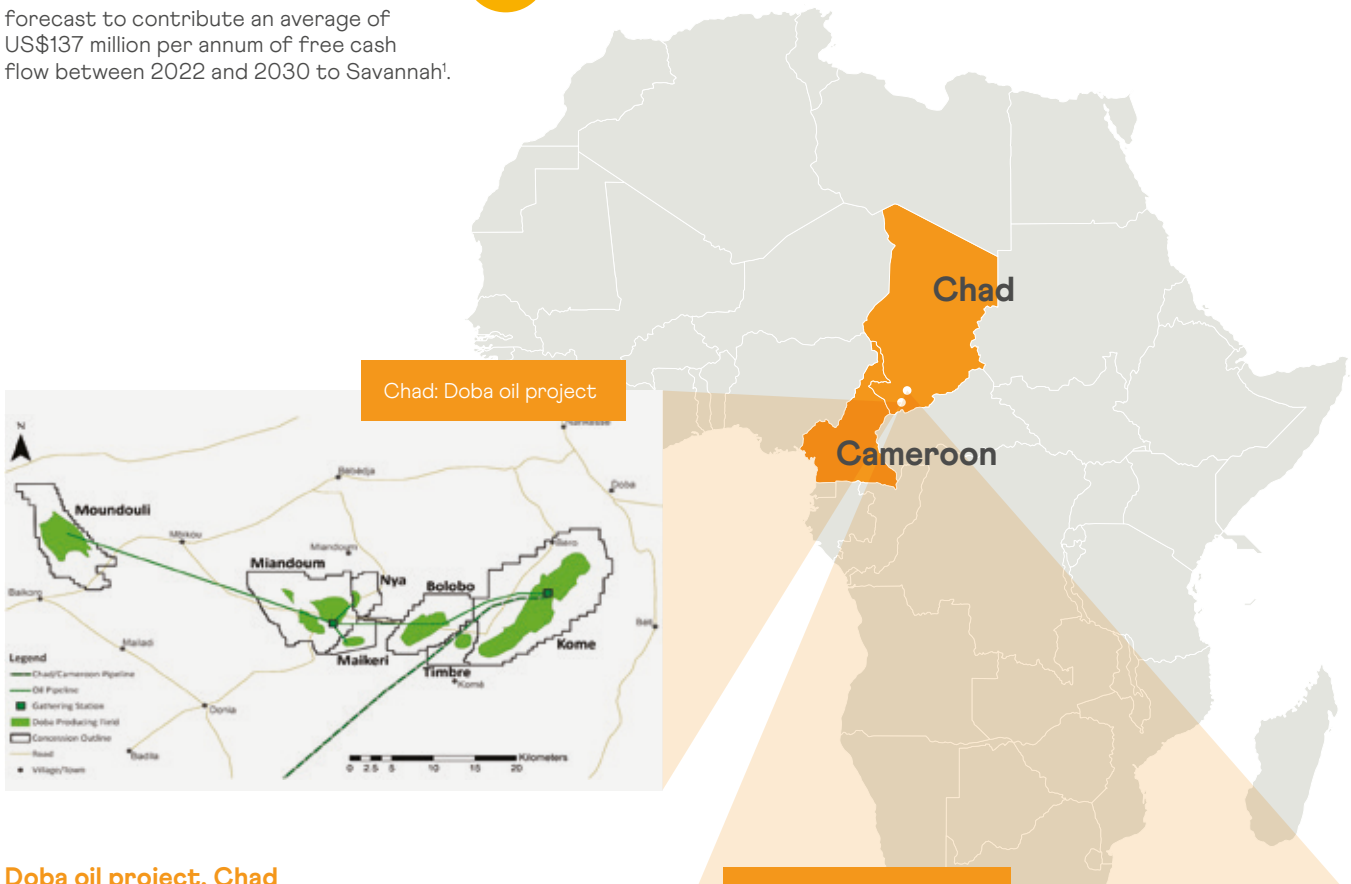 forecast to contribute an average of
US$137 million per annum of free cash
flow between 2022 and 2030 to Savannah¹.
Chad
Cameroon
Chad: Doba oil project
N
Doba
Bebedja
Moundouli
Mbikou
Miandoum
Bero
Miandoum
Nya
Bolobo
Baikoro
Maikeri
Kome
Timbre
Komé
Mailadi
Legend
Chad/Cameroon Pipeline
Oil Pipeline
Gathering Station
Doba Producing Field
Concession Outline
Road
Village/Town
Donia
Badila
Kilometers
0 2.5 5 10 15 20
Doba oil project, Chad